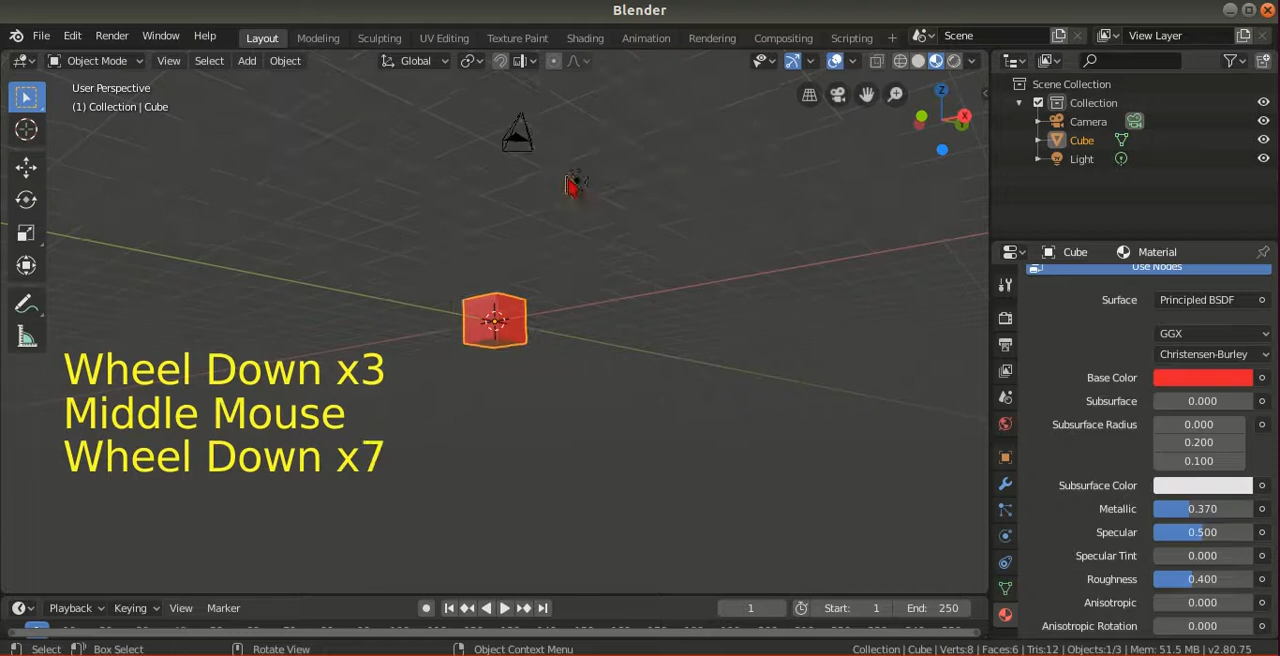 Blender
File Edit Render Window Help Layout Modeling Sculpting UV Editing Texture Paint Shading Animation Rendering Compositing Scripting + Scene View Layer
Object Mode View Select Add Object Global
User Perspective
(1) Collection | Cube
Z
X
Y
Scene Collection
Collection
Camera
Cube
Light
Cube Material
Use Nodes
Surface Principled BSDF
GGX
Christensen-Burley
Base Color
Subsurface 0.000
Subsurface Radius 0.000
0.200
0.100
Subsurface Color
Metallic 0.370
Specular 0.500
Specular Tint 0.000
Roughness 0.400
Anisotropic 0.000
Anisotropic Rotation 0.000
Wheel Down x3
Middle Mouse
Wheel Down x7
Playback Keying View Marker 1 Start: 1 End: 250
Select Box Select Rotate View Object Context Menu Collection | Cube | Verts:8 | Faces:6 | Tris:12 | Objects:1/3 | Mem: 51.5 MB | v2.80.75